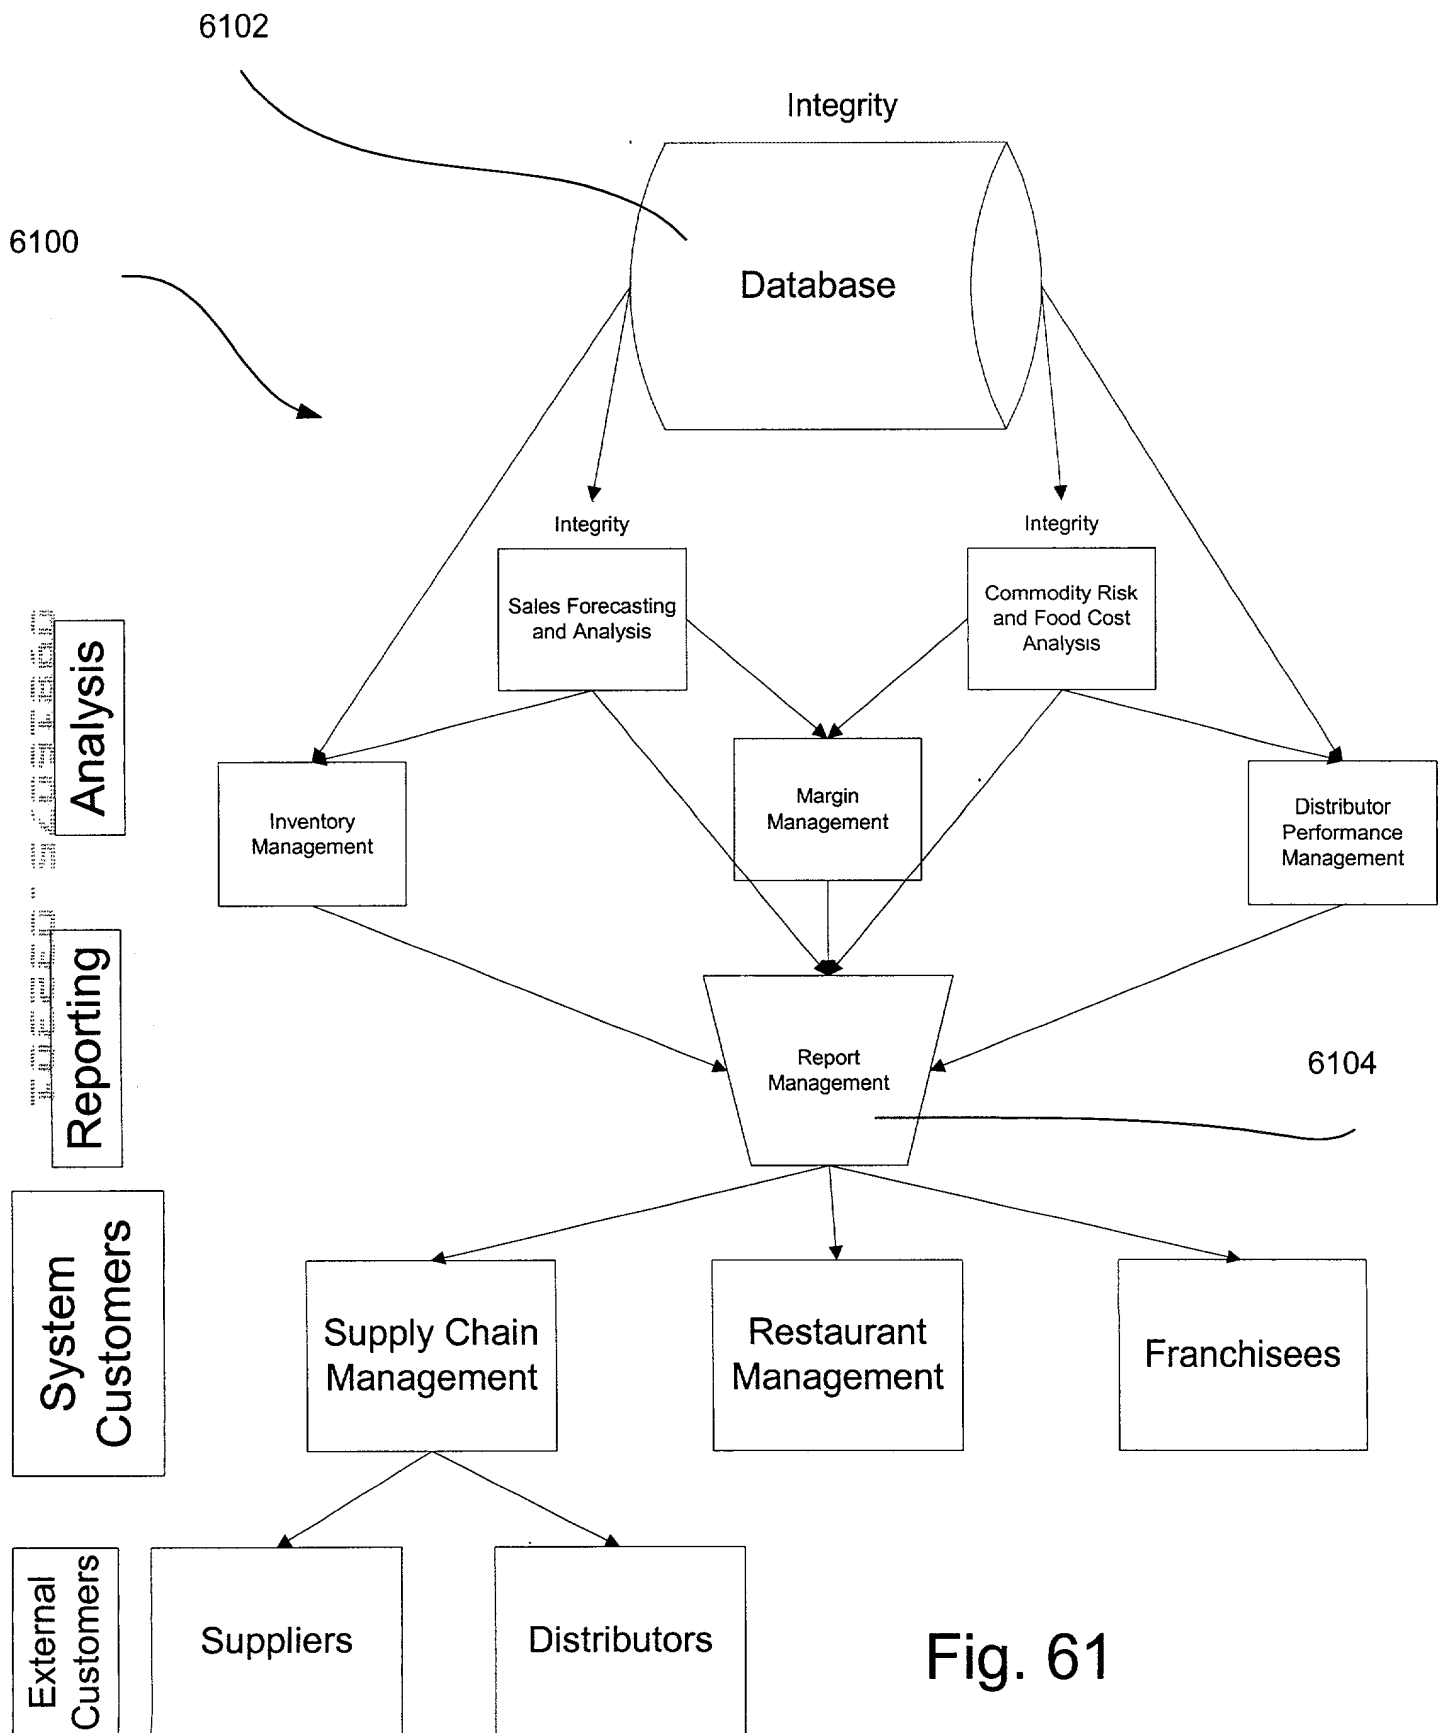 6102
Integrity
6100
Database
Integrity
Integrity
Sales Forecasting
and Analysis
Commodity Risk
and Food Cost
Analysis
Analysis
Inventory
Management
Margin
Management
Distributor
Performance
Management
Reporting
Report
Management
6104
System
Customers
Supply Chain
Management
Restaurant
Management
Franchisees
External
Customers
Suppliers
Distributors
Fig. 61